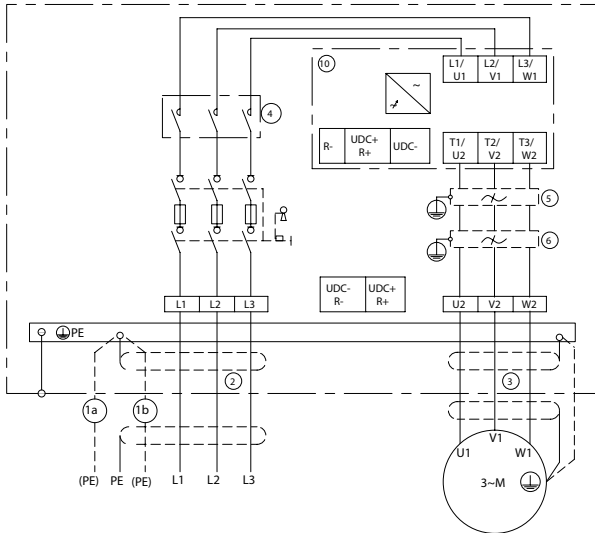 L1/ L2/ L3/
U1 V1 W1
10
~
4
R- UDC+ R+ UDC-
T1/ T2/ T3/
U2 V2 W2
5
6
UDC- UDC+
R- R+
L1 L2 L3
U2 V2 W2
PE
2
3
1a 1b
V1
U1 W1
(PE) PE (PE) L1 L2 L3
3~M